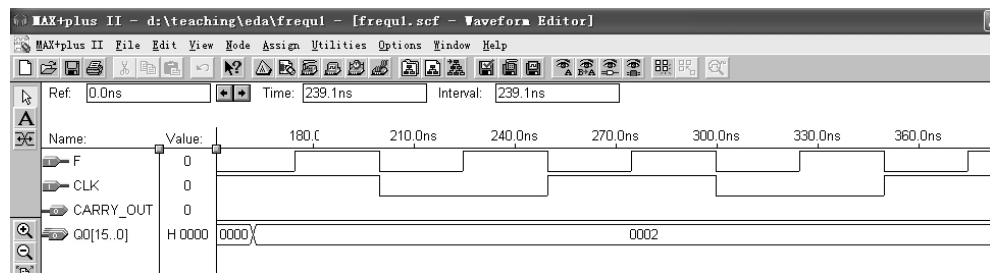 MAX+plus II - d:\teaching\eda\frequ1 - [frequ1.scf - Waveform Editor]
MAX+plus II File Edit View Node Assign Utilities Options Window Help
Ref: 0.0ns Time: 239.1ns Interval: 239.1ns
A
Name: Value: 180.0 210.0ns 240.0ns 270.0ns 300.0ns 330.0ns 360.0ns
F 0
CLK 0
CARRY_OUT 0
Q0[15..0] H 0000 0000 0002